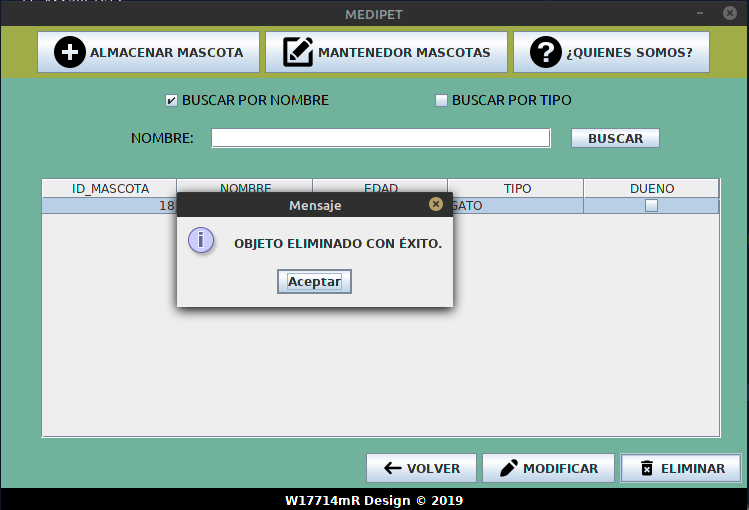 MEDIPET
ALMACENAR MASCOTA MANTENEDOR MASCOTAS ¿QUIENES SOMOS?
BUSCAR POR NOMBRE BUSCAR POR TIPO
NOMBRE: BUSCAR
ID_MASCOTA NOMBRE EDAD TIPO DUENO
18 GATO
Mensaje
OBJETO ELIMINADO CON ÉXITO.
Aceptar
VOLVER MODIFICAR ELIMINAR
W17714mR Design © 2019